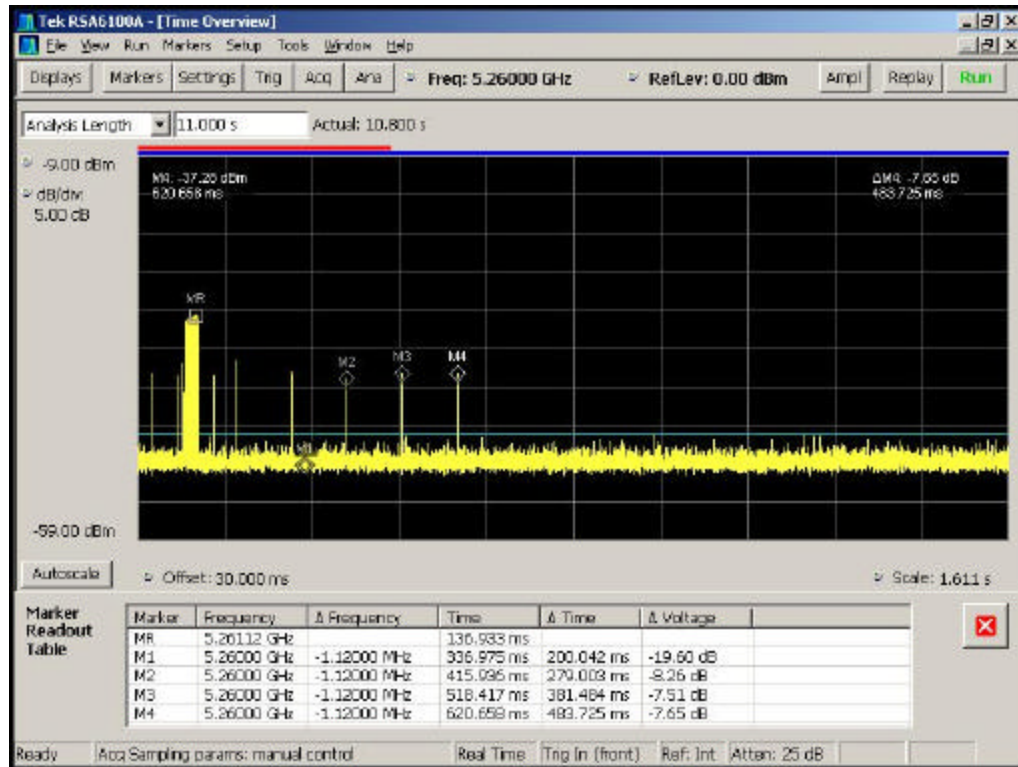 Tek RSA6100A - [Time Overview]
File View Run Markers Setup Tools Window Help
Displays Markers Settings Trig Acq Ana Freq: 5.26000 GHz RefLev: 0.00 dBm Ampl Replay Run
Analysis Length 11.000 s Actual: 10.800 s
-9.00 dBm
dB/div:
5.00 dB
M4: -37.26 dBm
620.658 ms
ΔM4: -7.65 dB
483.725 ms
MR
M2 M3 M4
M1
-59.00 dBm
Autoscale Offset: 30.000 ms Scale: 1.611 s
Marker Readout Table
Marker Frequency Δ Frequency Time Δ Time Δ Voltage
MR 5.26112 GHz 136.933 ms
M1 5.26000 GHz -1.12000 MHz 336.975 ms 200.042 ms -19.60 dB
M2 5.26000 GHz -1.12000 MHz 415.936 ms 279.003 ms -8.26 dB
M3 5.26000 GHz -1.12000 MHz 518.417 ms 381.484 ms -7.51 dB
M4 5.26000 GHz -1.12000 MHz 620.658 ms 483.725 ms -7.65 dB
Ready Acq Sampling params: manual control Real Time Trig In (front) Ref: Int Atten: 25 dB